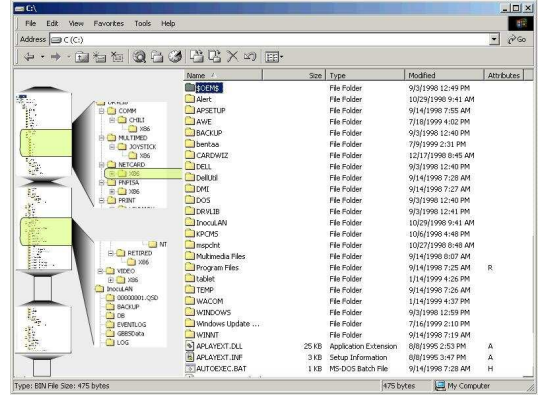 C:\
File Edit View Favorites Tools Help
Address C (C:) Go
Name Size Type Modified Attributes
$OEM$ File Folder 9/3/1998 12:49 PM
Alert File Folder 10/29/1998 9:41 AM
APSETUP File Folder 9/14/1998 7:55 AM
AWE File Folder 7/18/1999 4:02 PM
BACKUP File Folder 9/3/1998 12:40 PM
bentaa File Folder 7/9/1999 2:31 PM
CARDWIZ File Folder 12/17/1998 8:45 AM
DELL File Folder 9/3/1998 12:40 PM
DellUtil File Folder 9/14/1998 7:28 AM
DMI File Folder 9/14/1998 7:27 AM
DOS File Folder 9/3/1998 12:40 PM
DRVLIB File Folder 9/3/1998 12:41 PM
InocuLAN File Folder 10/29/1998 9:41 AM
KPCMS File Folder 10/6/1998 4:48 PM
mspclnt File Folder 10/27/1998 8:48 AM
Multimedia Files File Folder 9/14/1998 8:07 AM
Program Files File Folder 9/14/1998 7:25 AM R
tablet File Folder 1/14/1999 4:26 PM
TEMP File Folder 9/14/1998 7:26 AM
WACOM File Folder 1/14/1999 4:37 PM
WINDOWS File Folder 9/3/1998 12:59 PM
Windows Update ... File Folder 7/16/1999 2:10 PM
WINNT File Folder 9/14/1998 7:19 AM
APLAYEXT.DLL 25 KB Application Extension 8/8/1995 2:53 PM A
APLAYEXT.INF 3 KB Setup Information 8/8/1995 3:47 PM A
AUTOEXEC.BAT 1 KB MS-DOS Batch File 9/14/1998 7:28 AM H
COMM
CHILI
X86
MULTIMED
JOYSTICK
X86
NETCARD
X86
PNPISA
X86
PRINT
NT
RETIRED
X86
VIDEO
X86
InocuLAN
00000001.QSD
BACKUP
DB
EVENTLOG
GBBSData
LOG
Type: BIN File Size: 475 bytes 475 bytes My Computer